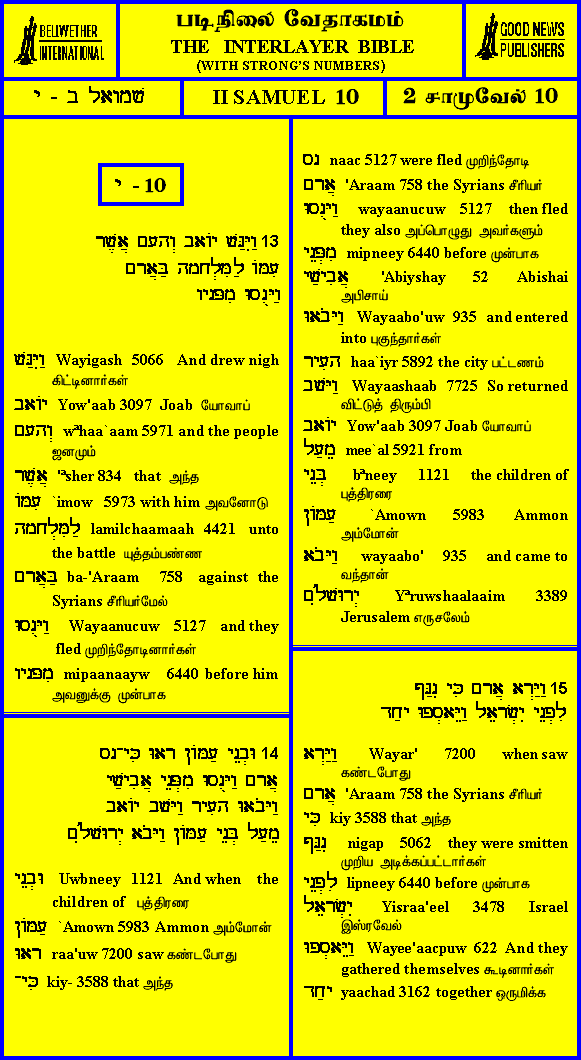 BELLWETHER
INTERNATIONAL
படிநிலை வேதாகமம்
THE INTERLAYER BIBLE
(WITH STRONG'S NUMBERS)
GOOD NEWS
PUBLISHERS
שמואל ב - י
II SAMUEL 10
2 சாமுவேல் 10
י - 10
13 וַיִּגַּשׁ יוֹאָב וְהָעָם אֲשֶׁר
עִמּוֹ לַמִּלְחָמָה בַּאֲרָם
וַיָּנֻסוּ מִפָּנָיו
וַיִּגַּשׁ Wayigash 5066 And drew nigh
கிட்டினார்கள்
יוֹאָב Yow'aab 3097 Joab யோவாப்
וְהָעָם wªhaa`aam 5971 and the people
ஜனமும்
אֲשֶׁר 'ªsher 834 that அந்த
עִמּוֹ `imow 5973 with him அவனோடு
לַמִּלְחָמָה lamilchaamaah 4421 unto
the battle யுத்தம்பண்ண
בַּאֲרָם ba-'Araam 758 against the
Syrians சீரியர்மேல்
וַיָּנֻסוּ Wayaanucuw 5127 and they
fled முறிந்தோடினார்கள்
מִפָּנָיו mipaanaayw 6440 before him
அவனுக்கு முன்பாக
14 וּבְנֵי עַמּוֹן רָאוּ כִּי־נָס
אֲרָם וַיָּנֻסוּ מִפְּנֵי אֲבִישַׁי
וַיָּבֹאוּ הָעִיר וַיָּשָׁב יוֹאָב
מֵעַל בְּנֵי עַמּוֹן וַיָּבֹא יְרוּשָׁלִָם
וּבְנֵי Uwbneey 1121 And when the
children of புத்திரரை
עַמּוֹן `Amown 5983 Ammon அம்மோன்
רָאוּ raa'uw 7200 saw கண்டபோது
כִּי־ kiy- 3588 that அந்த
נָס naac 5127 were fled முறிந்தோடி
אֲרָם 'Araam 758 the Syrians சீரியர்
וַיָּנֻסוּ wayaanucuw 5127 then fled
they also அப்பொழுது அவர்களும்
מִפְּנֵי mipneey 6440 before முன்பாக
אֲבִישַׁי 'Abiyshay 52 Abishai
அபிசாய்
וַיָּבֹאוּ Wayaabo'uw 935 and entered
into புகுந்தார்கள்
הָעִיר haa`iyr 5892 the city பட்டணம்
וַיָּשָׁב Wayaashaab 7725 So returned
விட்டுத் திரும்பி
יוֹאָב Yow'aab 3097 Joab யோவாப்
מֵעַל mee`al 5921 from
בְּנֵי bªneey 1121 the children of
புத்திரரை
עַמּוֹן `Amown 5983 Ammon
அம்மோன்
וַיָּבֹא wayaabo' 935 and came to
வந்தான்
יְרוּשָׁלִָם Yªruwshaalaaim 3389
Jerusalem எருசலேம்
15 וַיַּרְא אֲרָם כִּי נִגַּף
לִפְנֵי יִשְׂרָאֵל וַיֵּאָסְפוּ יָחַד
וַיַּרְא Wayar' 7200 when saw
கண்டபோது
אֲרָם 'Araam 758 the Syrians சீரியர்
כִּי kiy 3588 that அந்த
נִגַּף nigap 5062 they were smitten
முறிய அடிக்கப்பட்டார்கள்
לִפְנֵי lipneey 6440 before முன்பாக
יִשְׂרָאֵל Yisraa'eel 3478 Israel
இஸ்ரவேல்
וַיֵּאָסְפוּ Wayee'aacpuw 622 And they
gathered themselves கூடினார்கள்
יָחַד yaachad 3162 together ஒருமிக்க